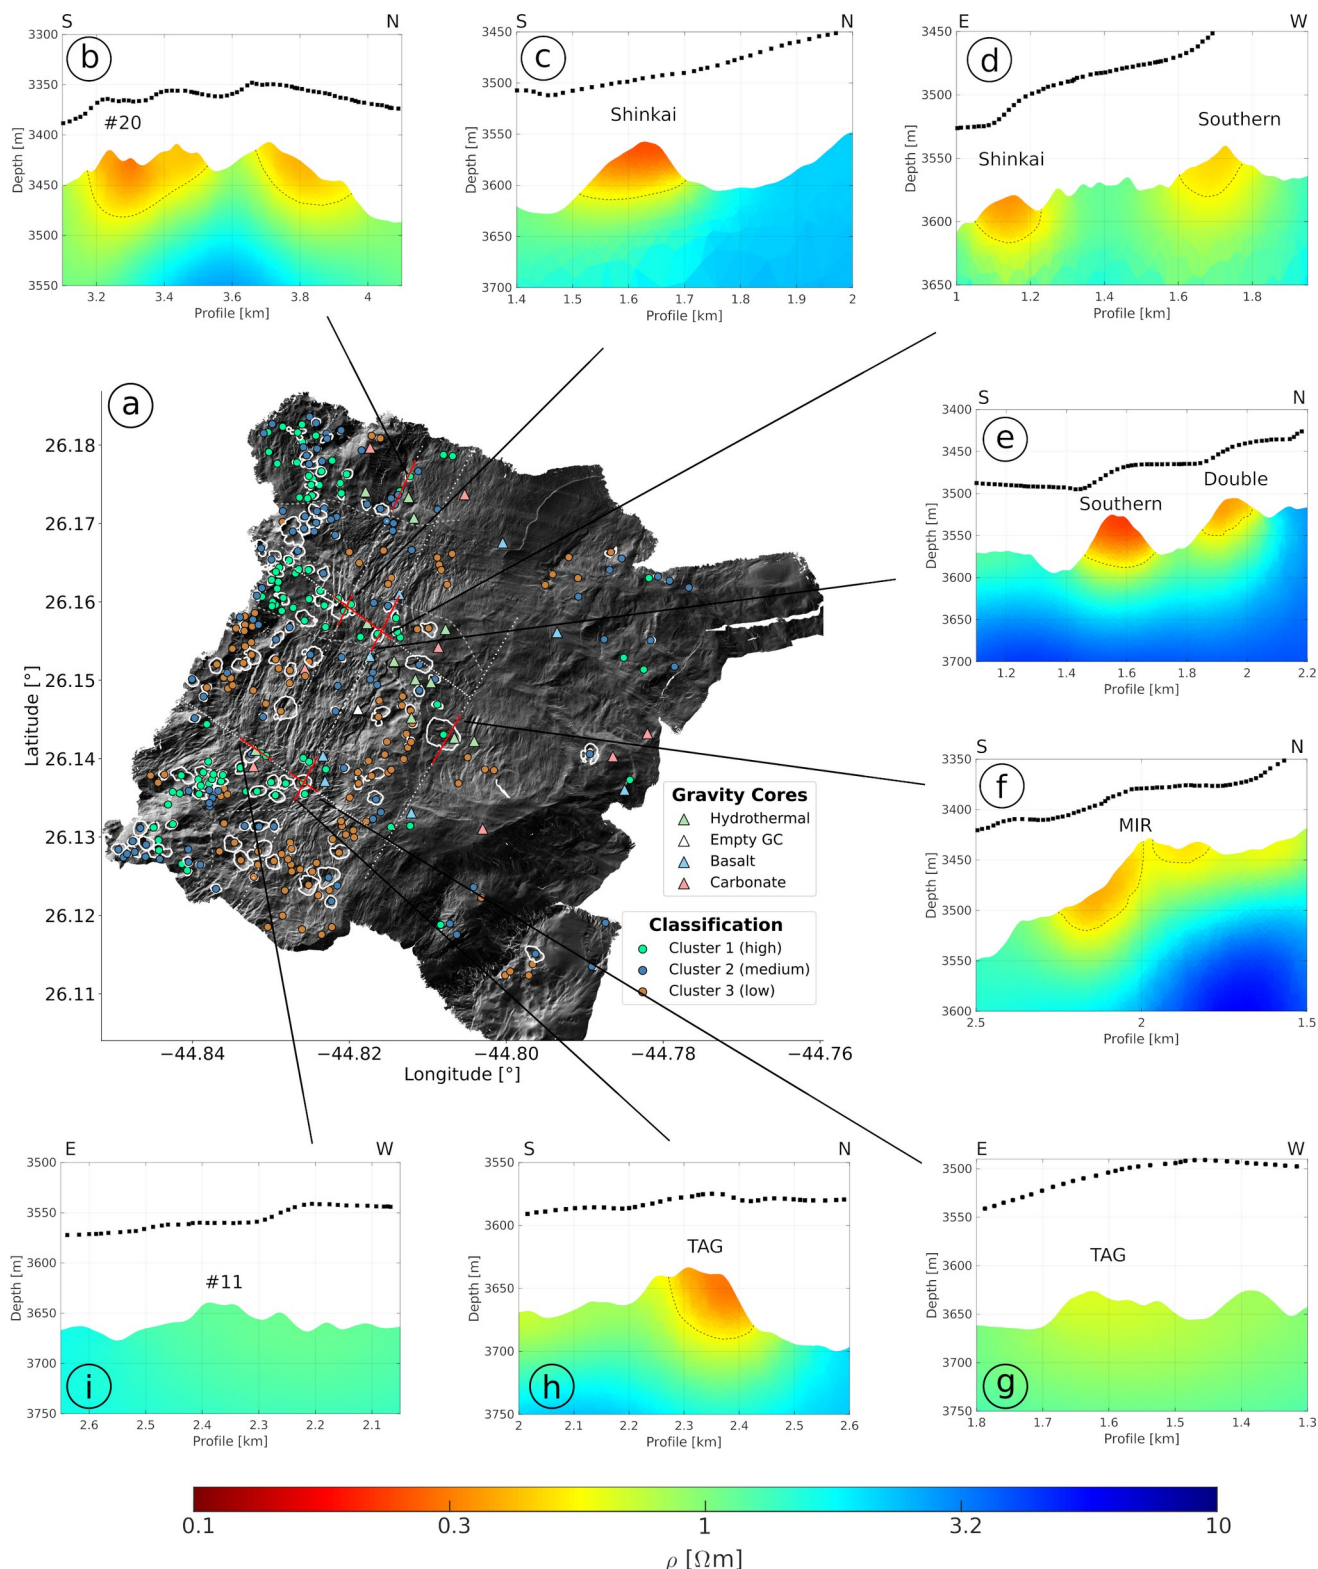 S N
b
#20
3300
3350
3400
3450
3500
3550
Depth [m]
3.2 3.4 3.6 3.8 4
Profile [km]
S N
c
Shinkai
3450
3500
3550
3600
3650
3700
Depth [m]
1.4 1.5 1.6 1.7 1.8 1.9 2
Profile [km]
E W
d
Southern
Shinkai
3450
3500
3550
3600
3650
Depth [m]
1 1.2 1.4 1.6 1.8
Profile [km]
a
26.18
26.17
26.16
26.15
26.14
26.13
26.12
26.11
Latitude [°]
−44.84 −44.82 −44.80 −44.78 −44.76
Longitude [°]
Gravity Cores
Hydrothermal
Empty GC
Basalt
Carbonate
Classification
Cluster 1 (high)
Cluster 2 (medium)
Cluster 3 (low)
S N
e
Double
Southern
3400
3450
3500
3550
3600
3650
3700
Depth [m]
1.2 1.4 1.6 1.8 2 2.2
Profile [km]
S N
f
MIR
3350
3400
3450
3500
3550
3600
Depth [m]
2.5 2 1.5
Profile [km]
E W
#11
i
3500
3550
3600
3650
3700
3750
Depth [m]
2.6 2.5 2.4 2.3 2.2 2.1
Profile [km]
S N
TAG
h
3550
3600
3650
3700
3750
Depth [m]
2 2.1 2.2 2.3 2.4 2.5 2.6
Profile [km]
E W
TAG
g
3500
3550
3600
3650
3700
3750
Depth [m]
1.8 1.7 1.6 1.5 1.4 1.3
Profile [km]
0.1 0.3 1 3.2 10
ρ [Ωm]